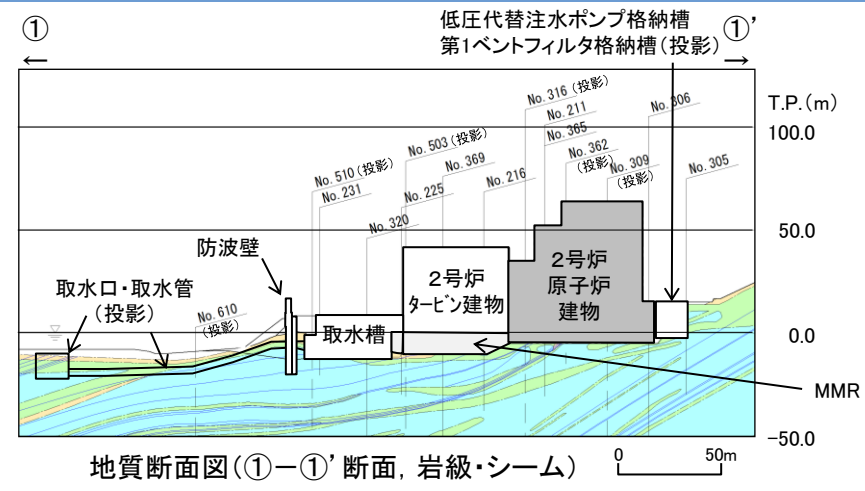 低圧代替注水ポンプ格納槽
第1ベントフィルタ格納槽(投影)
① ①’
← →
T.P.(m)
100.0
50.0
0.0
-50.0
No. 316 (投影)
No. 211
No. 365
No. 306
No. 503 (投影)
No. 369
No. 362
(投影)
No. 309
(投影)
No. 305
No. 510 (投影)
No. 231
No. 225
No. 216
No. 320
防波壁
取水口・取水管
(投影)
No. 610
(投影)
取水槽
2号炉
タービン建物
2号炉
原子炉
建物
MMR
地質断面図(①-①’断面, 岩級・シーム)
0 50m